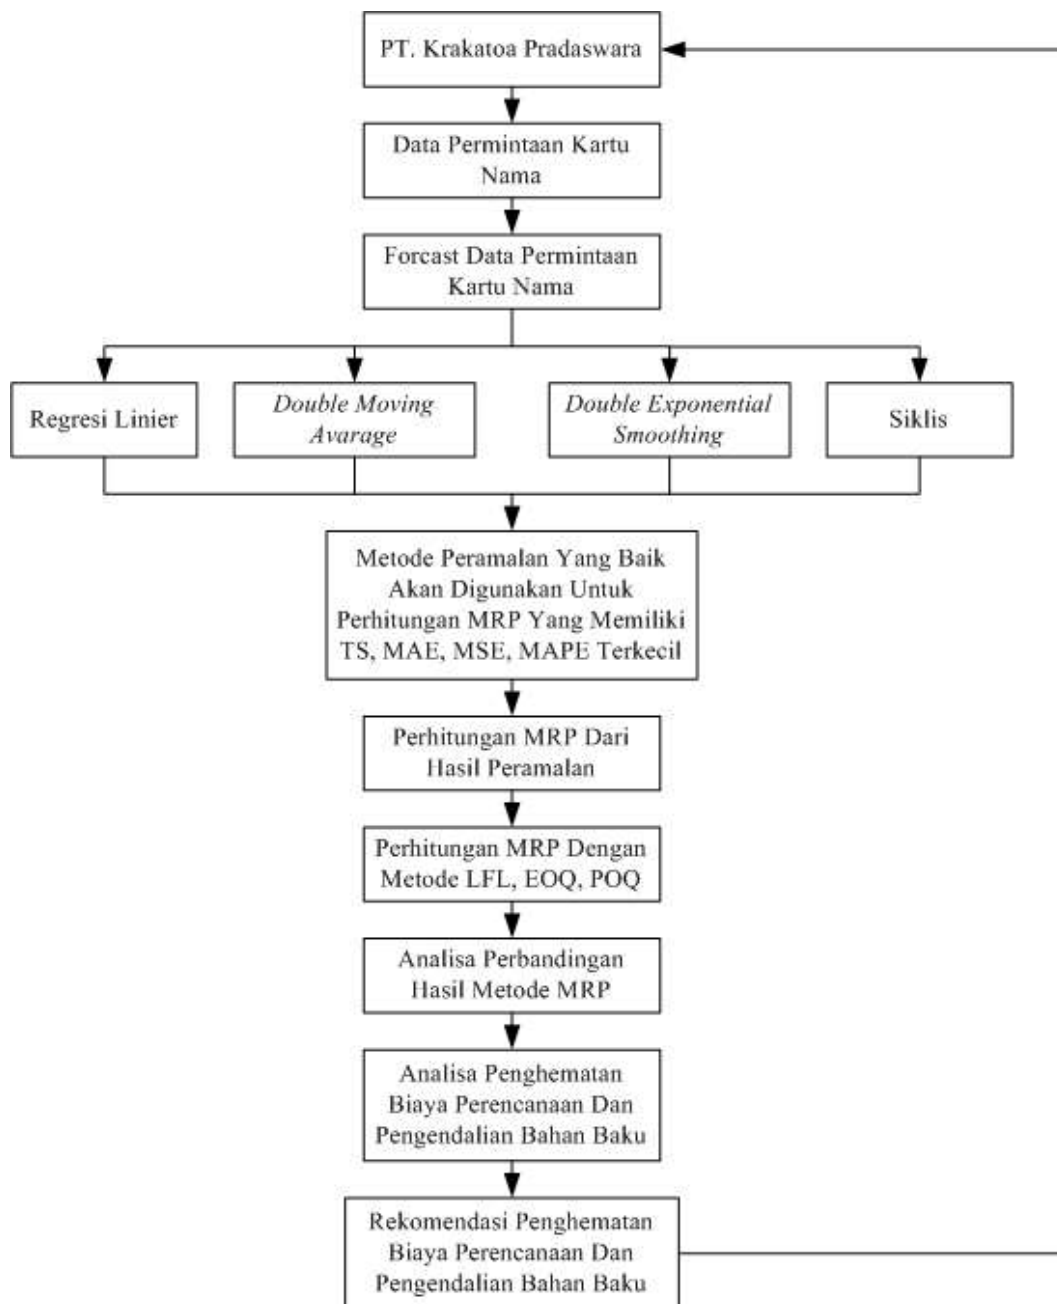 PT. Krakatoa Pradaswara
Data Permintaan Kartu
Nama
Forcast Data Permintaan
Kartu Nama
Regresi Linier
Double Moving
Avarage
Double Exponential
Smoothing
Siklis
Metode Peramalan Yang Baik
Akan Digunakan Untuk
Perhitungan MRP Yang Memiliki
TS, MAE, MSE, MAPE Terkecil
Perhitungan MRP Dari
Hasil Peramalan
Perhitungan MRP Dengan
Metode LFL, EOQ, POQ
Analisa Perbandingan
Hasil Metode MRP
Analisa Penghematan
Biaya Perencanaan Dan
Pengendalian Bahan Baku
Rekomendasi Penghematan
Biaya Perencanaan Dan
Pengendalian Bahan Baku